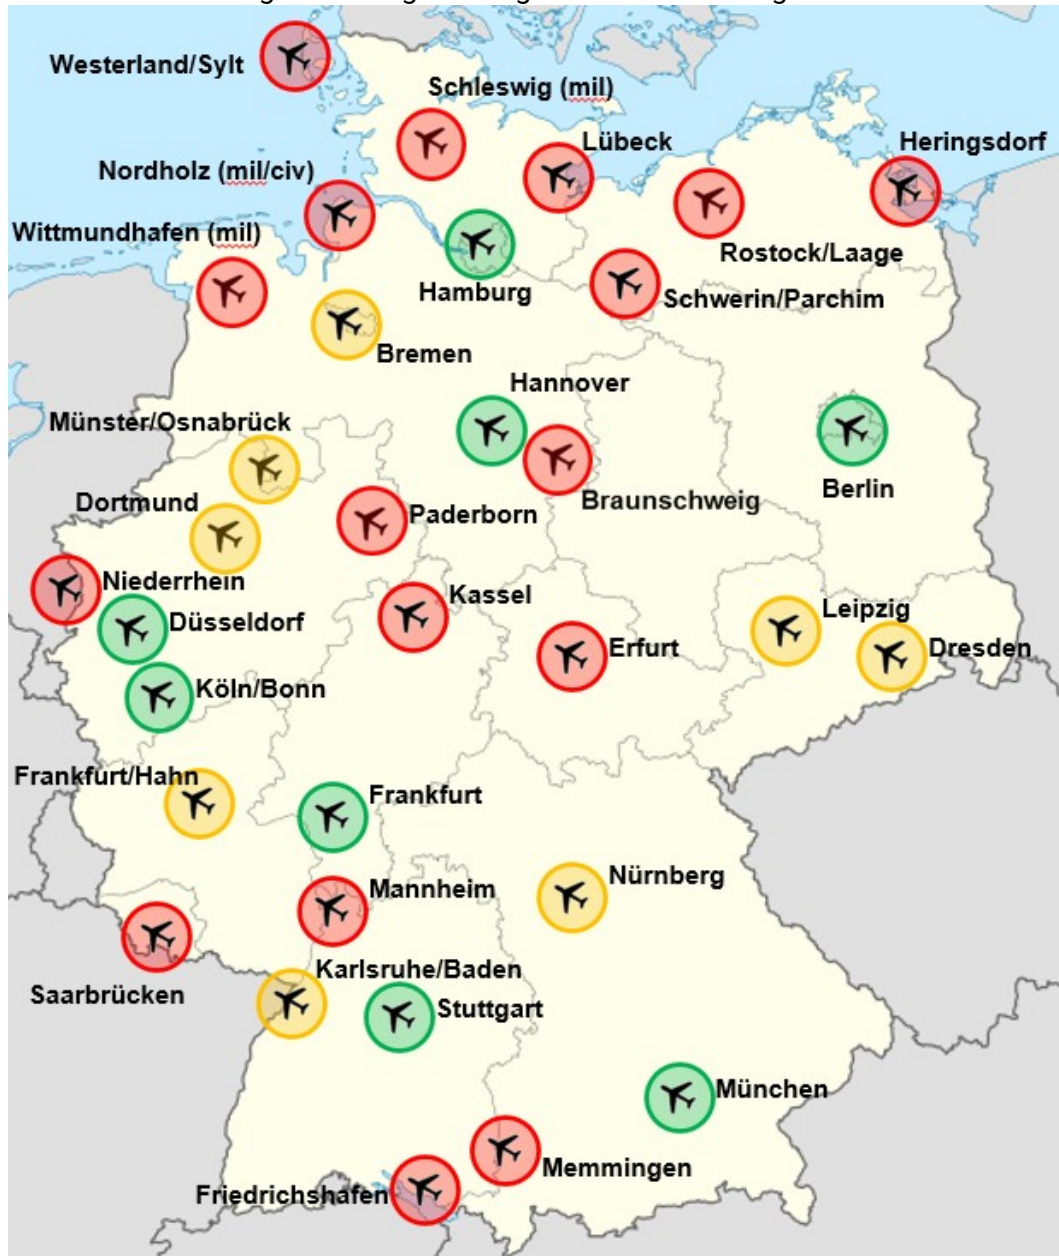 Westerland/Sylt
Schleswig (mil)
Lübeck
Heringsdorf
Nordholz (mil/civ)
Wittmundhafen (mil)
Rostock/Laage
Hamburg
Schwerin/Parchim
Bremen
Hannover
Münster/Osnabrück
Berlin
Dortmund
Braunschweig
Paderborn
Niederrhein
Kassel
Leipzig
Düsseldorf
Erfurt
Dresden
Köln/Bonn
Frankfurt/Hahn
Frankfurt
Nürnberg
Mannheim
Karlsruhe/Baden
Saarbrücken
Stuttgart
München
Memmingen
Friedrichshafen